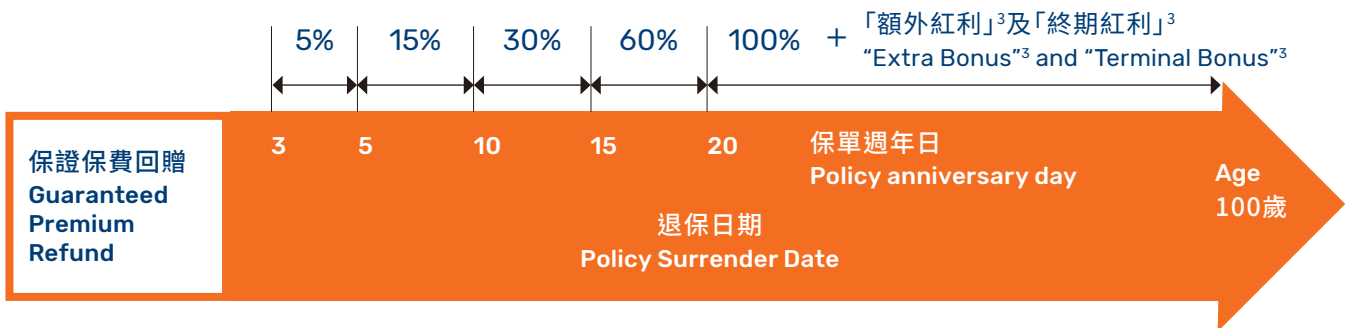 5% 15% 30% 60% 100% + 「額外紅利」³及「終期紅利」³
“Extra Bonus”³ and “Terminal Bonus”³
保證保費回贈
Guaranteed
Premium
Refund
3 5 10 15 20
保單週年日
Policy anniversary day
退保日期
Policy Surrender Date
Age
100歲